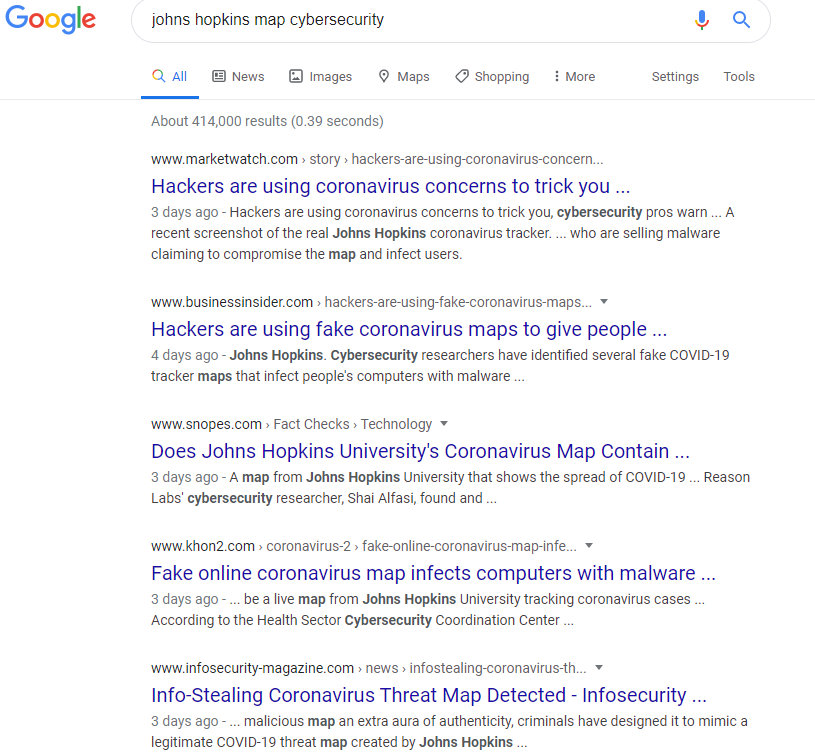 Google
johns hopkins map cybersecurity
All News Images Maps Shopping More Settings Tools
About 414,000 results (0.39 seconds)
www.marketwatch.com › story › hackers-are-using-coronavirus-concern...
Hackers are using coronavirus concerns to trick you ...
3 days ago - Hackers are using coronavirus concerns to trick you, cybersecurity pros warn ... A
recent screenshot of the real Johns Hopkins coronavirus tracker. ... who are selling malware
claiming to compromise the map and infect users.
www.businessinsider.com › hackers-are-using-fake-coronavirus-maps...
Hackers are using fake coronavirus maps to give people ...
4 days ago - Johns Hopkins. Cybersecurity researchers have identified several fake COVID-19
tracker maps that infect people's computers with malware ...
www.snopes.com › Fact Checks › Technology
Does Johns Hopkins University's Coronavirus Map Contain ...
3 days ago - A map from Johns Hopkins University that shows the spread of COVID-19 ... Reason
Labs' cybersecurity researcher, Shai Alfasi, found and ...
www.khon2.com › coronavirus-2 › fake-online-coronavirus-map-infe...
Fake online coronavirus map infects computers with malware ...
3 days ago - ... be a live map from Johns Hopkins University tracking coronavirus cases ...
According to the Health Sector Cybersecurity Coordination Center ...
www.infosecurity-magazine.com › news › infostealing-coronavirus-th...
Info-Stealing Coronavirus Threat Map Detected - Infosecurity ...
3 days ago - ... malicious map an extra aura of authenticity, criminals have designed it to mimic a
legitimate COVID-19 threat map created by Johns Hopkins ...